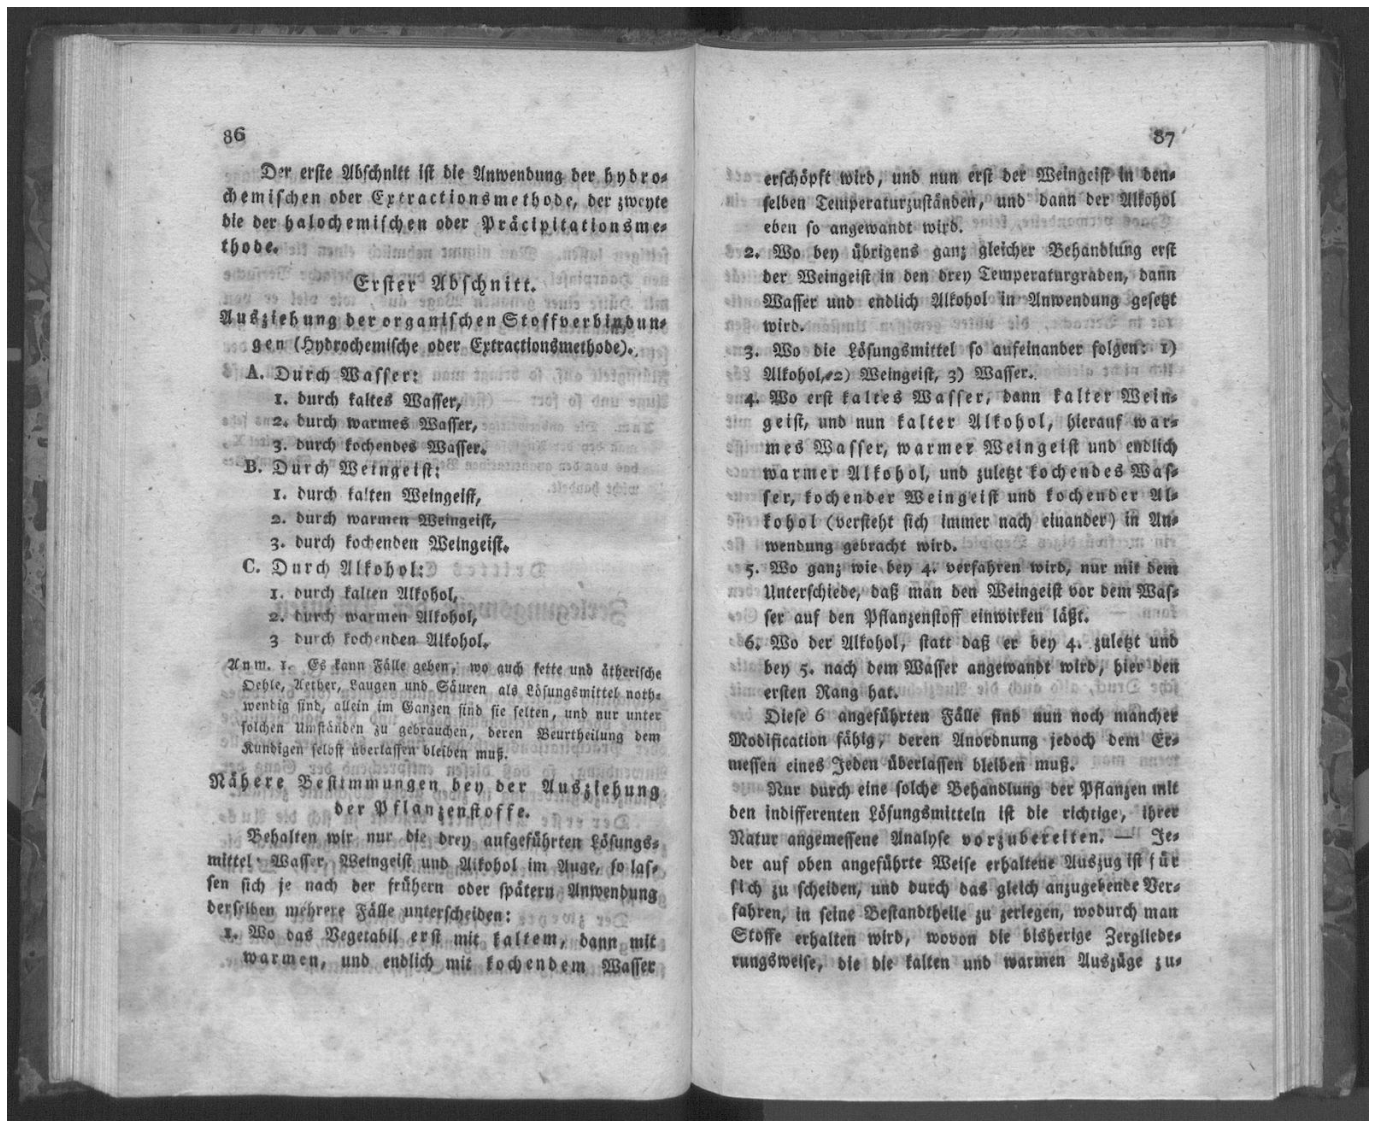 86
Der erste Abschnitt ist die Anwendung der hydro-
chemischen oder Extractionsmethode, der zweyte
die der halochemischen oder Präcipitationsme-
thode.
Erster Abschnitt.
Ausziehung der organischen Stoffverbindun-
gen (Hydrochemische oder Extractionsmethode).
A. Durch Wasser:
1. durch kaltes Wasser,
2. durch warmes Wasser,
3. durch kochendes Wasser.
B. Durch Weingeist:
1. durch kalten Weingeist,
2. durch warmen Weingeist,
3. durch kochenden Weingeist.
C. Durch Alkohol:
1. durch kalten Alkohol,
2. durch warmen Alkohol,
3 durch kochenden Alkohol.
Anm. 1. Es kann Fälle geben, wo auch fette und ätherische
Oehle, Aether, Laugen und Säuren als Lösungsmittel noth-
wendig sind, allein im Ganzen sind sie selten, und nur unter
solchen Umständen zu gebrauchen, deren Beurtheilung dem
Kundigen selbst überlassen bleiben muß.
Nähere Bestimmungen bey der Ausziehung
der Pflanzenstoffe.
Behalten wir nur die drey aufgeführten Lösungs-
mittel Wasser, Weingeist und Alkohol im Auge, so las-
sen sich je nach der frühern oder spätern Anwendung
derselben mehrere Fälle unterscheiden:
1. Wo das Vegetabil erst mit kaltem, dann mit
warmen, und endlich mit kochendem Wasser
87
erschöpft wird, und nun erst der Weingeist in den-
selben Temperaturzuständen, und dann der Alkohol
eben so angewandt wird.
2. Wo bey übrigens ganz gleicher Behandlung erst
der Weingeist in den drey Temperaturgraden, dann
Wasser und endlich Alkohol in Anwendung gesetzt
wird.
3. Wo die Lösungsmittel so aufeinander folgen: 1)
Alkohol, 2) Weingeist, 3) Wasser.
4. Wo erst kaltes Wasser, dann kalter Wein-
geist, und nun kalter Alkohol, hierauf war-
mes Wasser, warmer Weingeist und endlich
warmer Alkohol, und zuletzt kochendes Was-
ser, kochender Weingeist und kochender Al-
kohol (versteht sich immer nach einander) in An-
wendung gebracht wird.
5. Wo ganz wie bey 4. verfahren wird, nur mit dem
Unterschiede, daß man den Weingeist vor dem Was-
ser auf den Pflanzenstoff einwirken läßt.
6. Wo der Alkohol, statt daß er bey 4. zuletzt und
bey 5. nach dem Wasser angewandt wird, hier den
ersten Rang hat.
Diese 6 angeführten Fälle sind nun noch mancher
Modification fähig, deren Anordnung jedoch dem Er-
messen eines Jeden überlassen bleiben muß.
Nur durch eine solche Behandlung der Pflanzen mit
den indifferenten Lösungsmitteln ist die richtige, ihrer
Natur angemessene Analyse vorzubereiten. — Je-
der auf oben angeführte Weise erhaltene Auszug ist für
sich zu scheiden, und durch das gleich anzugebende Ver-
fahren, in seine Bestandtheile zu zerlegen, wodurch man
Stoffe erhalten wird, wovon die bisherige Zergliede-
rungsweise, die die kalten und warmen Auszüge zu-